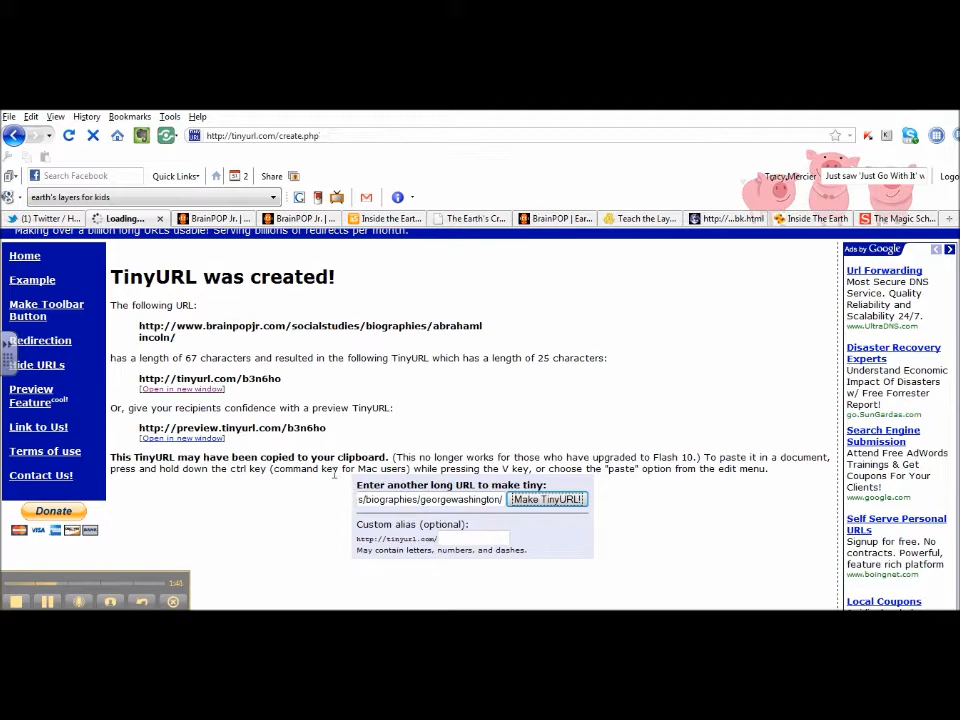 File Edit View History Bookmarks Tools Help
http://tinyurl.com/create.php
Search Facebook Quick Links 2 Share Tracy Mercier Just saw 'Just Go With It' w Logo
earth's layers for kids
Twitter / H... Loading... BrainPOP Jr. | ... BrainPOP Jr. | ... Inside the Ear... The Earth's Cr... BrainPOP | Ear... Teach the Lay... http://...bk.html Inside The Earth The Magic Sch...
Making over a billion long URLs usable! Serving billions of redirects per month.
Home
Example
Make Toolbar
Button
Redirection
Hide URLs
Preview
Feature cool!
Link to Us!
Terms of use
Contact Us!
Donate
VISA
BANK
TinyURL was created!
The following URL:
http://www.brainpopjr.com/socialstudies/biographies/abrahaml
incoln/
has a length of 67 characters and resulted in the following TinyURL which has a length of 25 characters:
http://tinyurl.com/b3n6ho
[Open in new window]
Or, give your recipients confidence with a preview TinyURL:
http://preview.tinyurl.com/b3n6ho
[Open in new window]
This TinyURL may have been copied to your clipboard. (This no longer works for those who have upgraded to Flash 10.) To paste it in a document,
press and hold down the ctrl key (command key for Mac users) while pressing the V key, or choose the "paste" option from the edit menu.
Enter another long URL to make tiny:
s/biographies/georgewashington/ Make TinyURL!
Custom alias (optional):
http://tinyurl.com/
May contain letters, numbers, and dashes.
Ads by Google
Url Forwarding
Most Secure DNS
Service. Quality
Reliability and
Scalability 24/7.
www.UltraDNS.com
Disaster Recovery
Experts
Understand Economic
Impact Of Disasters
w/ Free Forrester
Report!
go.SunGardas.com
Search Engine
Submission
Attend Free AdWords
Trainings & Get
Coupons For Your
Clients!
www.google.com
Self Serve Personal
URLs
Signup for free. No
contracts. Powerful,
feature rich platform
www.boingnet.com
Local Coupons
1:41